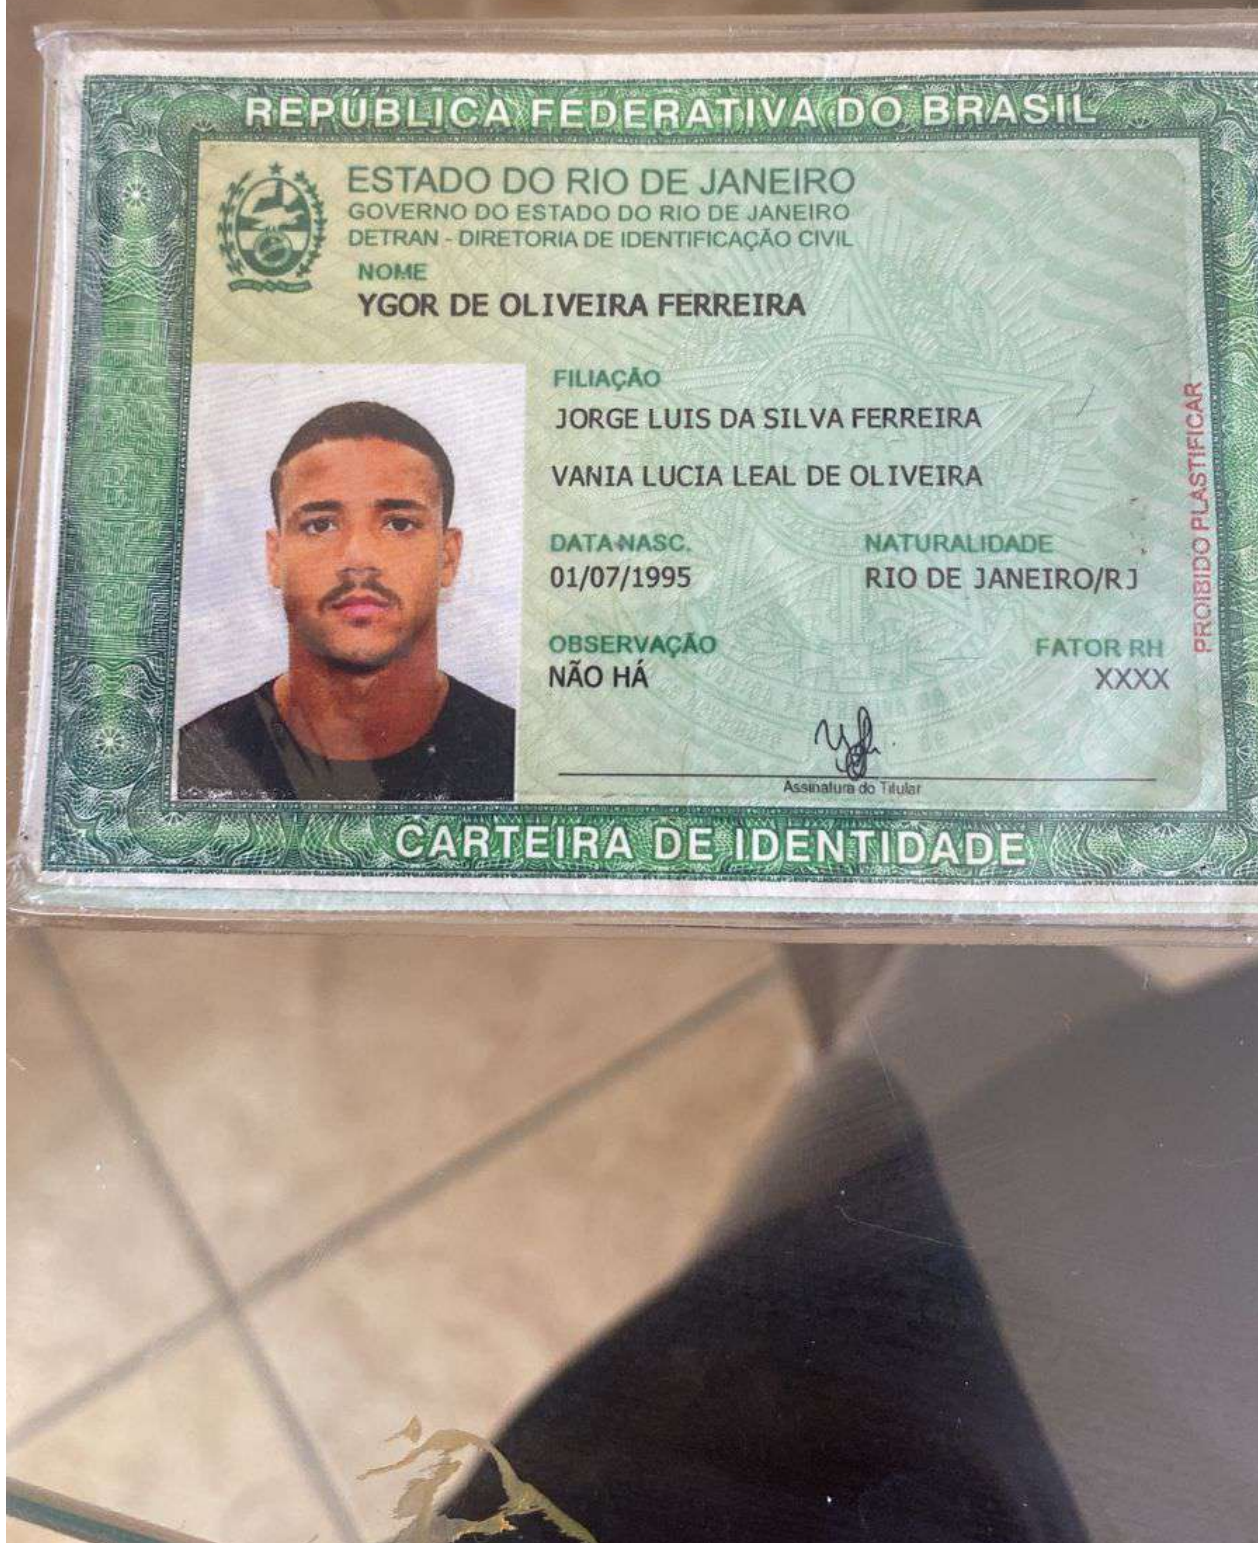 REPÚBLICA FEDERATIVA DO BRASIL
ESTADO DO RIO DE JANEIRO
GOVERNO DO ESTADO DO RIO DE JANEIRO
DETRAN - DIRETORIA DE IDENTIFICAÇÃO CIVIL
NOME
YGOR DE OLIVEIRA FERREIRA
FILIAÇÃO
JORGE LUIS DA SILVA FERREIRA
VANIA LUCIA LEAL DE OLIVEIRA
DATA NASC. NATURALIDADE
01/07/1995 RIO DE JANEIRO/RJ
OBSERVAÇÃO FATOR RH
NÃO HÁ XXXX
Assinatura do Titular
CARTEIRA DE IDENTIDADE
PROIBIDO PLASTIFICAR